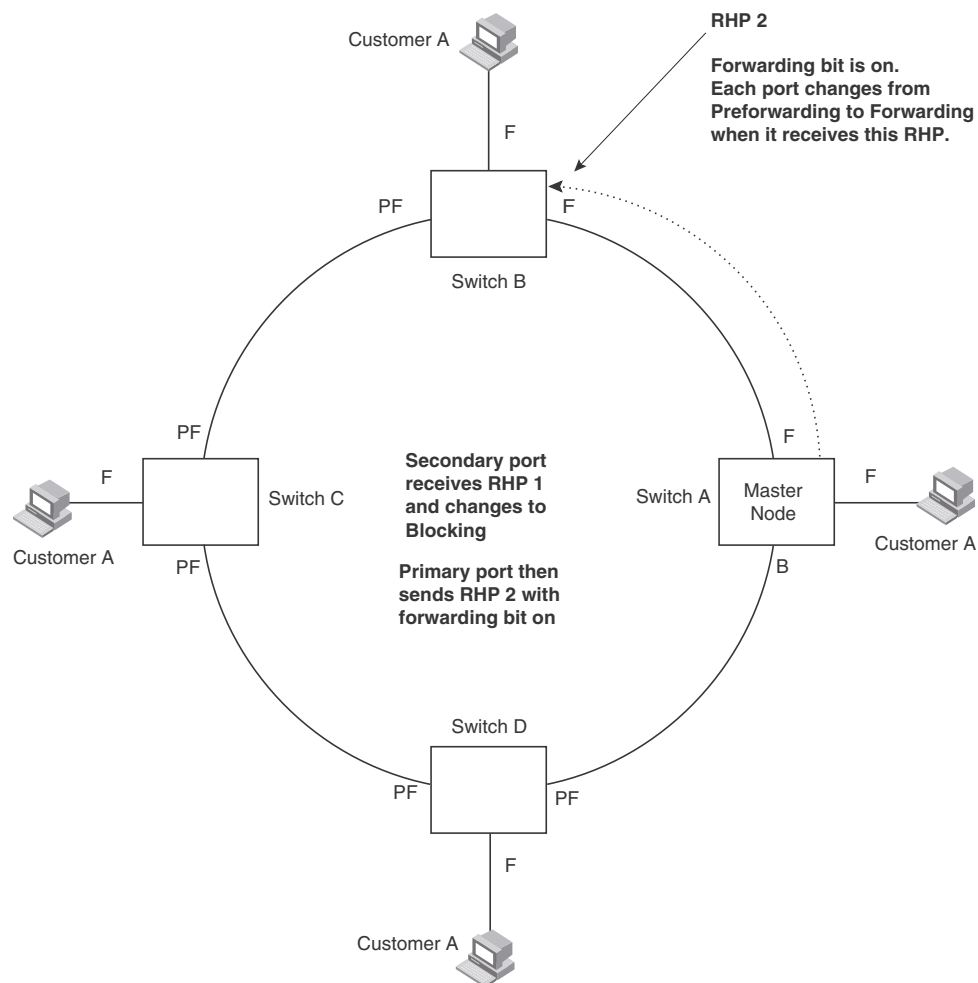 RHP 2
Customer A
Forwarding bit is on.
Each port changes from
Preforwarding to Forwarding
when it receives this RHP.
F
PF
F
Switch B
PF
F
F
Switch C
Customer A
PF
Secondary port
receives RHP 1
and changes to
Blocking
Primary port then
sends RHP 2 with
forwarding bit on
F
Switch A
Master
Node
Customer A
B
Switch D
PF
PF
F
Customer A